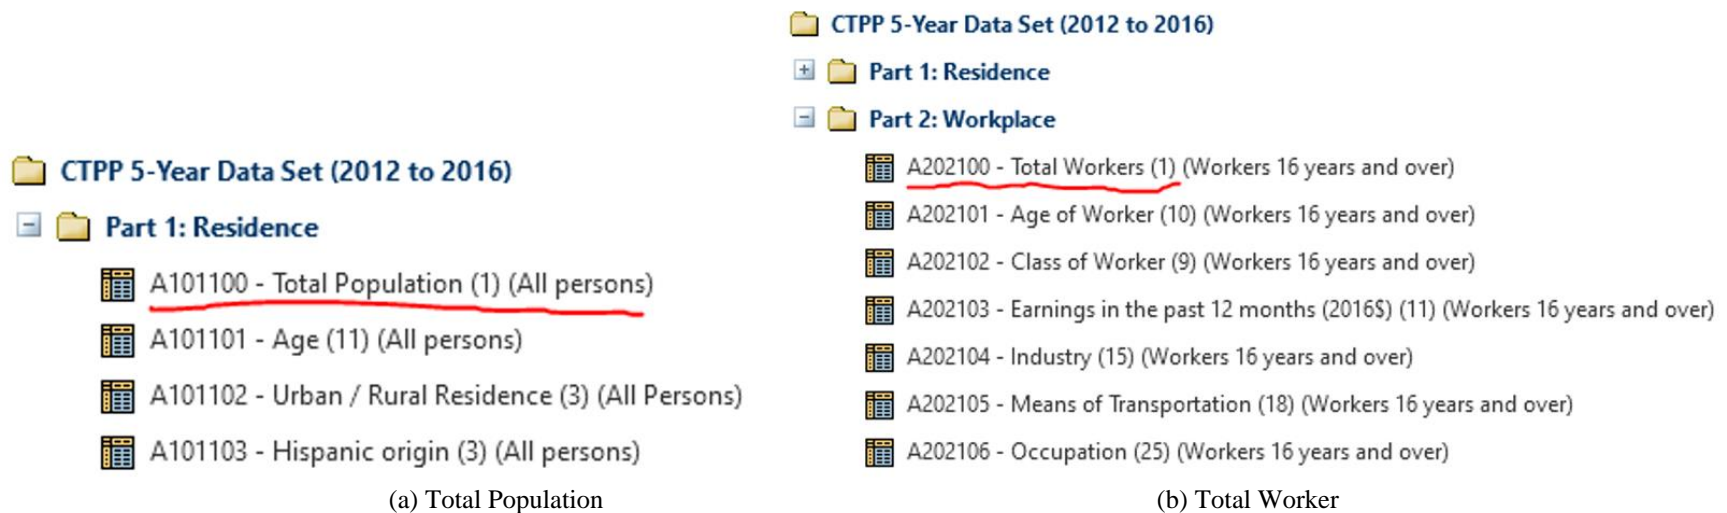 CTPP 5-Year Data Set (2012 to 2016)
Part 1: Residence
A101100 - Total Population (1) (All persons)
A101101 - Age (11) (All persons)
A101102 - Urban / Rural Residence (3) (All Persons)
A101103 - Hispanic origin (3) (All persons)
(a) Total Population
CTPP 5-Year Data Set (2012 to 2016)
Part 1: Residence
Part 2: Workplace
A202100 - Total Workers (1) (Workers 16 years and over)
A202101 - Age of Worker (10) (Workers 16 years and over)
A202102 - Class of Worker (9) (Workers 16 years and over)
A202103 - Earnings in the past 12 months (2016$) (11) (Workers 16 years and over)
A202104 - Industry (15) (Workers 16 years and over)
A202105 - Means of Transportation (18) (Workers 16 years and over)
A202106 - Occupation (25) (Workers 16 years and over)
(b) Total Worker